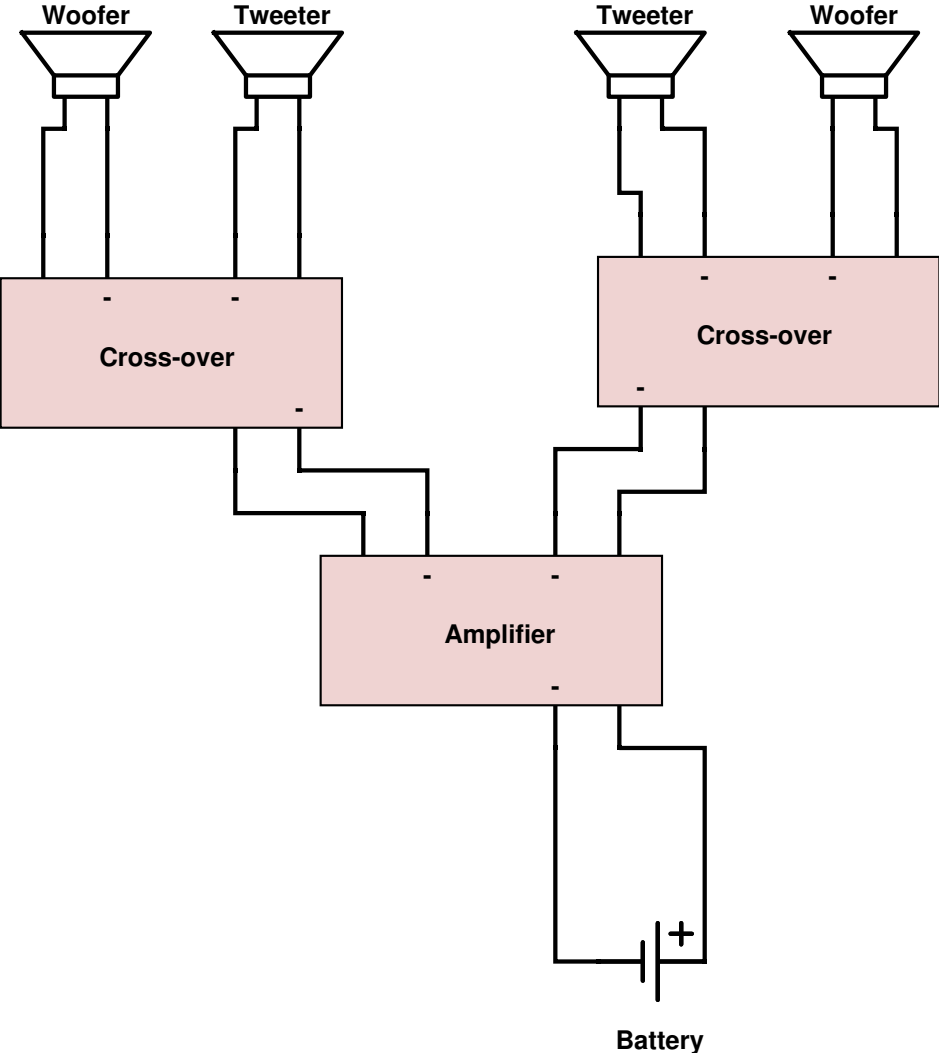 Woofer Tweeter Tweeter Woofer
- -
- -
Cross-over
Cross-over
-
-
- -
Amplifier
-
+
Battery